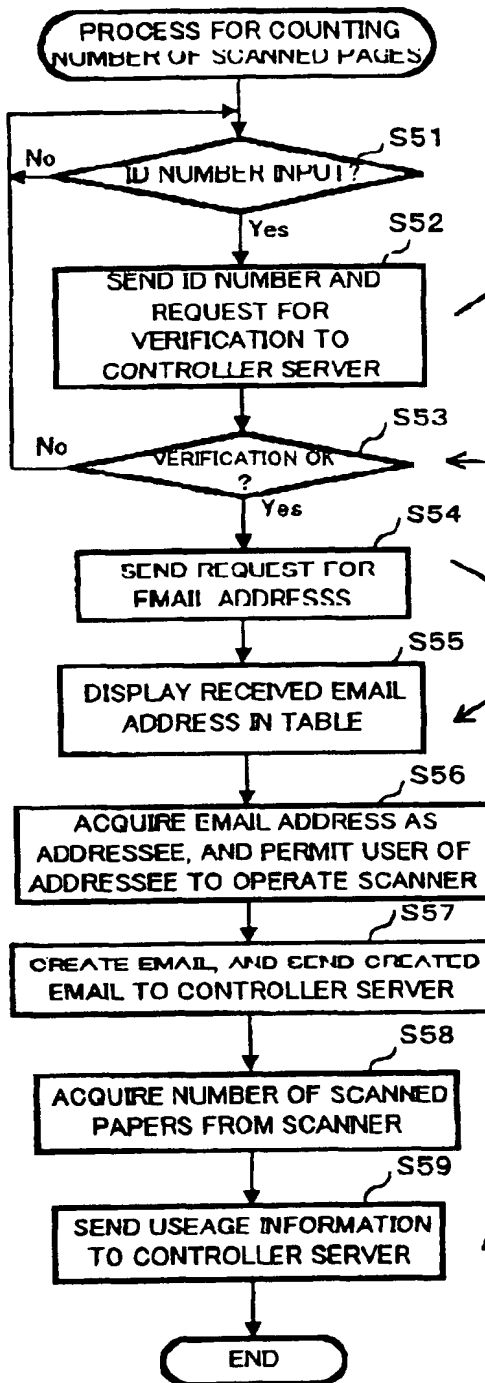 PROCESS FOR COUNTING
NUMBER OF SCANNED PAGES
S51
No
ID NUMBER INPUT?
Yes
S52
SEND ID NUMBER AND
REQUEST FOR
VERIFICATION TO
CONTROLLER SERVER
S53
No
VERIFICATION OK
?
Yes
S54
SEND REQUEST FOR
EMAIL ADDRESSS
S55
DISPLAY RECEIVED EMAIL
ADDRESS IN TABLE
S56
ACQUIRE EMAIL ADDRESS AS
ADDRESSEE, AND PERMIT USER OF
ADDRESSEE TO OPERATE SCANNER
S57
CREATE EMAIL, AND SEND CREATED
EMAIL TO CONTROLLER SERVER
S58
ACQUIRE NUMBER OF SCANNED
PAPERS FROM SCANNER
S59
SEND USEAGE INFORMATION
TO CONTROLLER SERVER
END